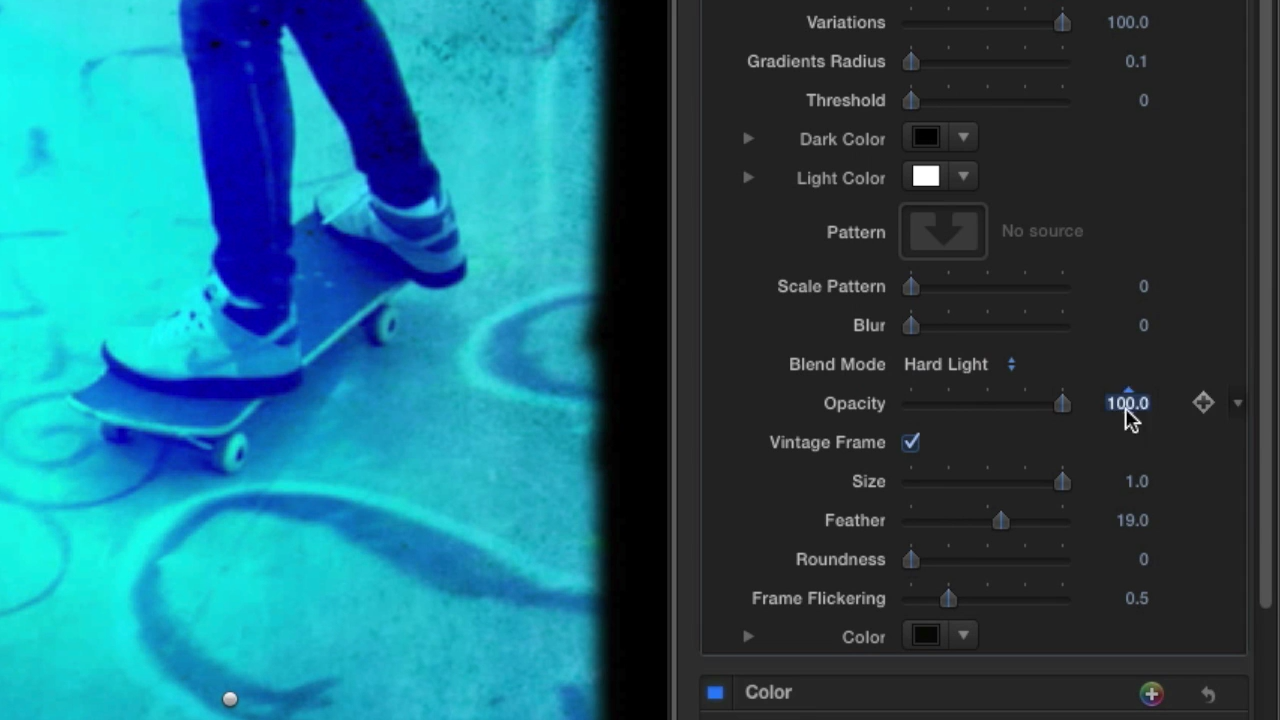 Variations 100.0
Gradients Radius 0.1
Threshold 0
Dark Color
Light Color
Pattern No source
Scale Pattern 0
Blur 0
Blend Mode Hard Light
Opacity 100.0
Vintage Frame
Size 1.0
Feather 19.0
Roundness 0
Frame Flickering 0.5
Color
Color